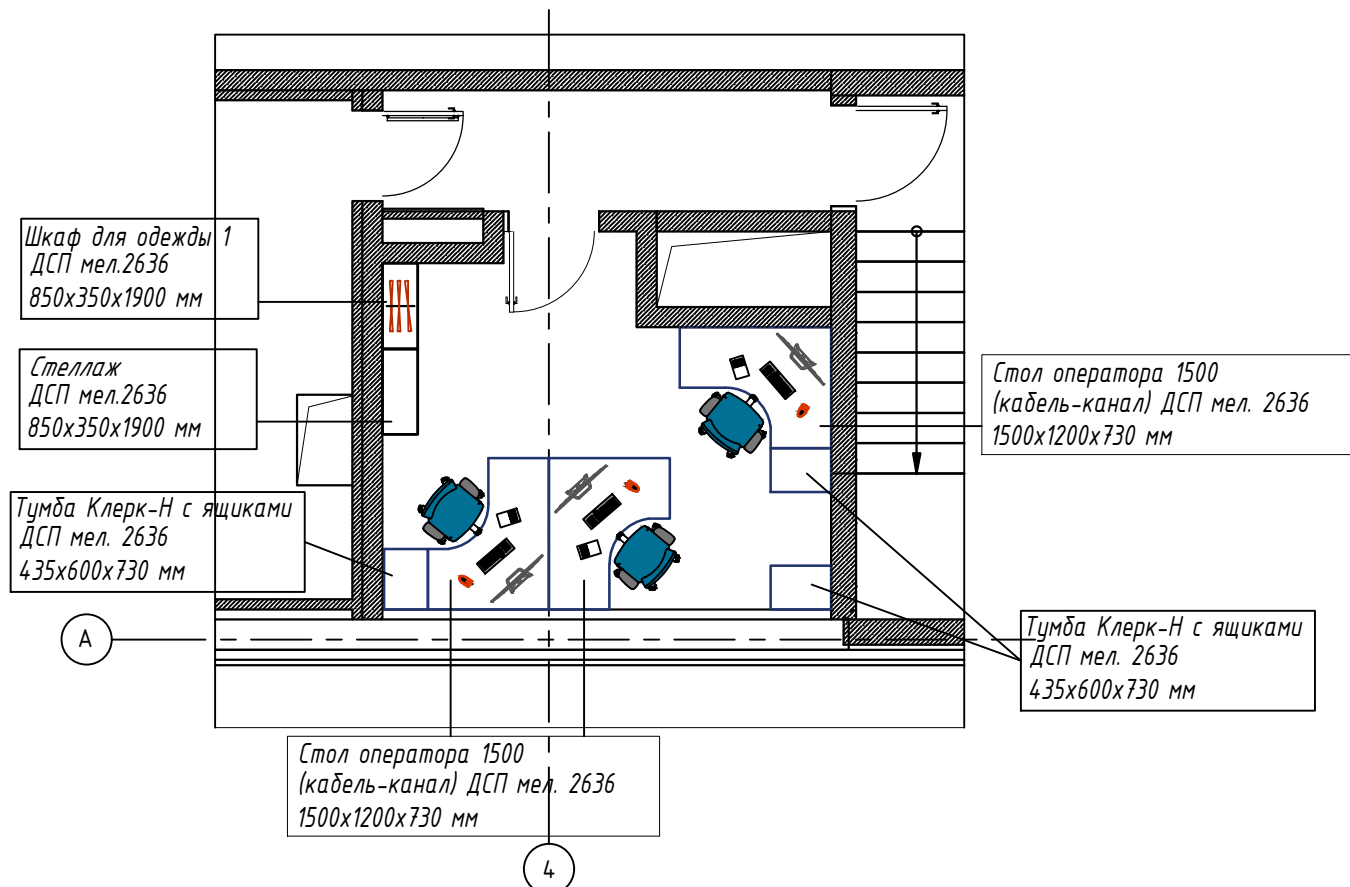 Шкаф для одежды 1
ДСП мел.2636
850х350х1900 мм
Стеллаж
ДСП мел.2636
850х350х1900 мм
Стол оператора 1500
(кабель-канал) ДСП мел. 2636
1500х1200х730 мм
Тумба Клерк-Н с ящиками
ДСП мел. 2636
435х600х730 мм
А
Тумба Клерк-Н с ящиками
ДСП мел. 2636
435х600х730 мм
Стол оператора 1500
(кабель-канал) ДСП мел. 2636
1500х1200х730 мм
4